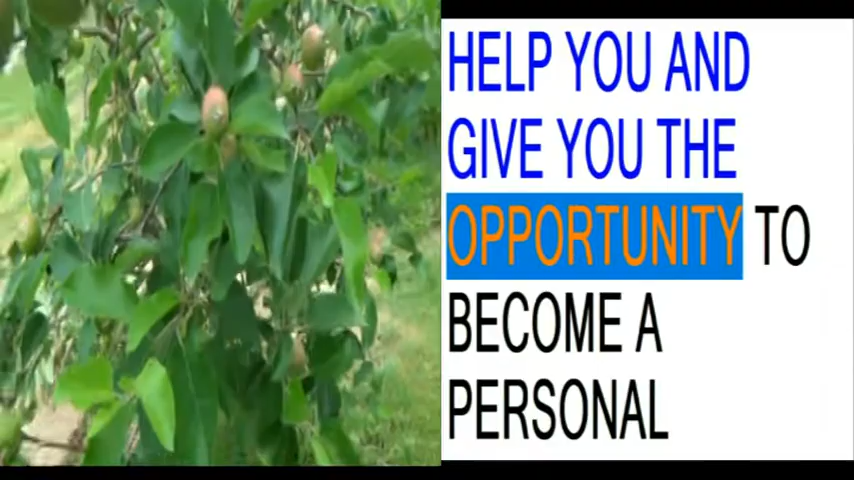 HELP YOU AND
GIVE YOU THE
OPPORTUNITY TO
BECOME A
PERSONAL